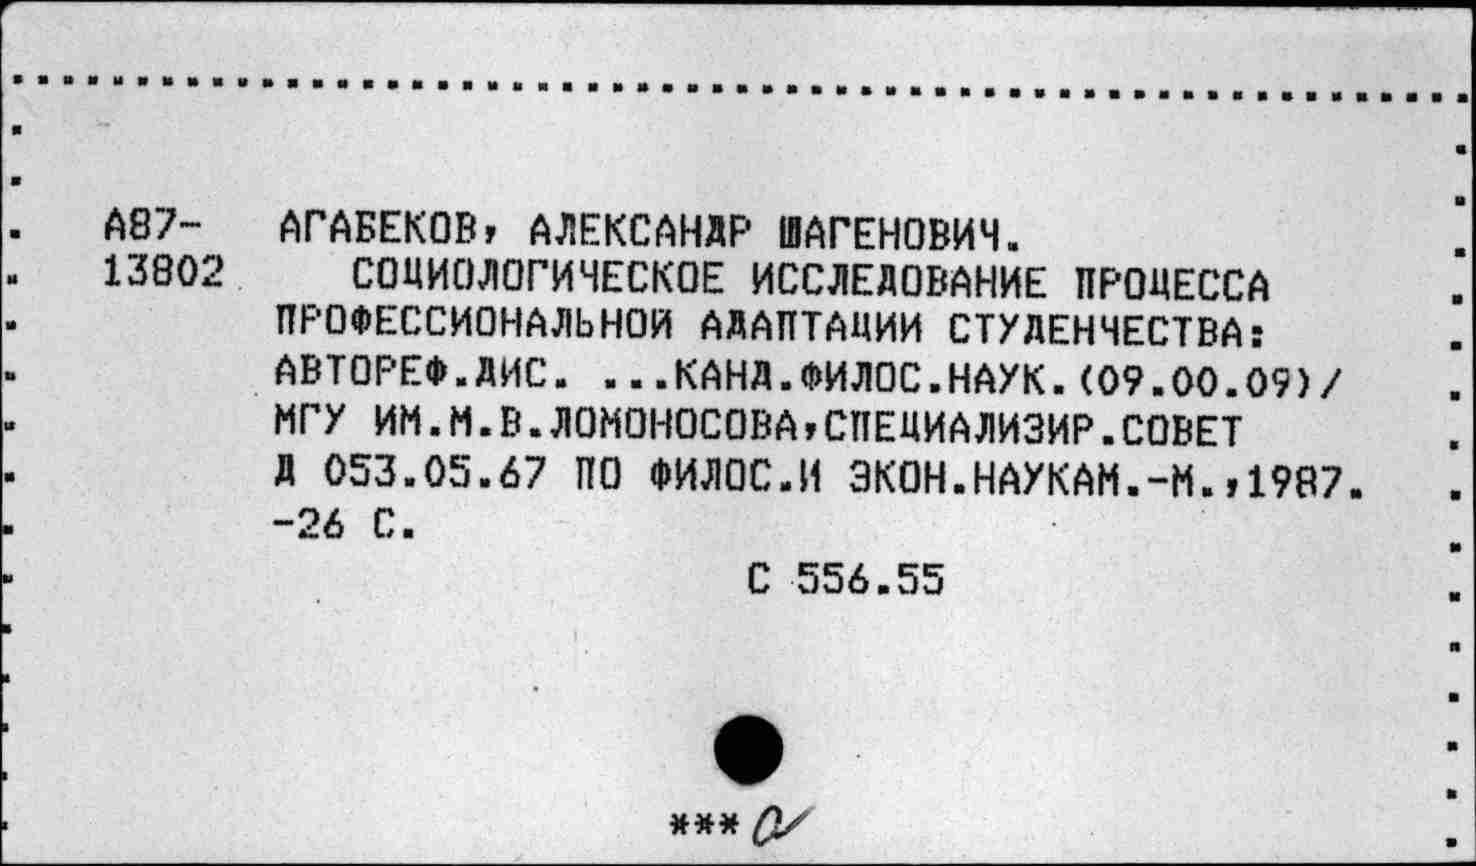 А87- АГАБЕКОВ, АЛЕКСАНДР ШАГЕНОВИЧ.
13802 СОЦИОЛОГИЧЕСКОЕ ИССЛЕДОВАНИЕ ПРОЦЕССА
ПРОФЕССИОНАЛЬНОЙ АДАПТАЦИИ СТУДЕНЧЕСТВА:
АВТОРЕФ.ДИС. ...КАНД.ФИЛОС.НАУК.(09.00.09)/
МГУ ИМ.М.В.ЛОМОНОСОВА,СПЕЦИАЛИЗИР.СОВЕТ
Д 053.05.67 ПО ФИЛОС.И ЭКОН.НАУКАМ.-М.,1987.
-26 С.
С 556.55
*** а